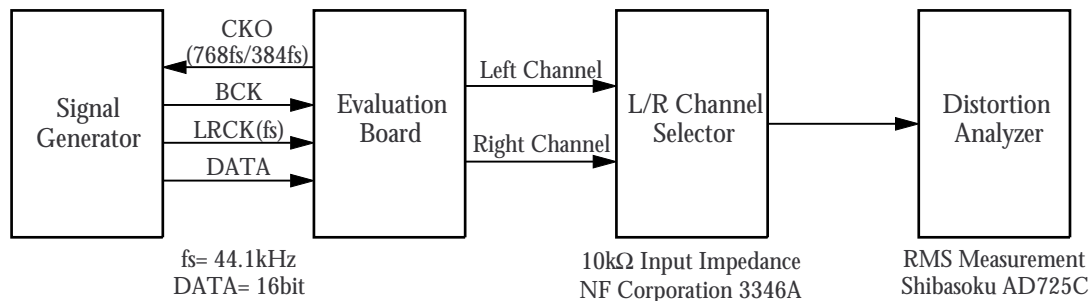 CKO
(768fs/384fs)
BCK
LRCK(fs)
DATA
Signal
Generator
Evaluation
Board
Left Channel
Right Channel
L/R Channel
Selector
Distortion
Analyzer
fs= 44.1kHz
DATA= 16bit
10kΩ Input Impedance
NF Corporation 3346A
RMS Measurement
Shibasoku AD725C